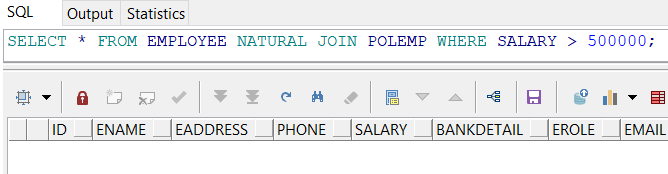 SQL Output Statistics
SELECT * FROM EMPLOYEE NATURAL JOIN POLEMP WHERE SALARY > 500000;
ID ENAME EADDRESS PHONE SALARY BANKDETAIL EROLE EMAIL